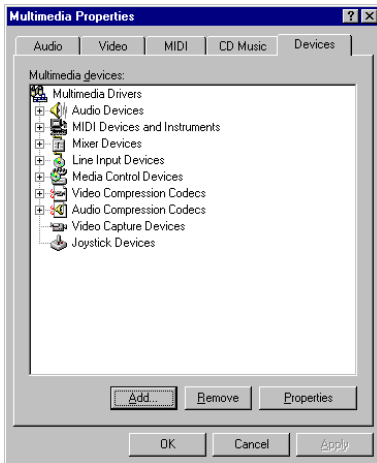 Multimedia Properties
Audio Video MIDI CD Music Devices
Multimedia devices:
Multimedia Drivers
Audio Devices
MIDI Devices and Instruments
Mixer Devices
Line Input Devices
Media Control Devices
Video Compression Codecs
Audio Compression Codecs
Video Capture Devices
Joystick Devices
Add... Remove Properties
OK Cancel Apply